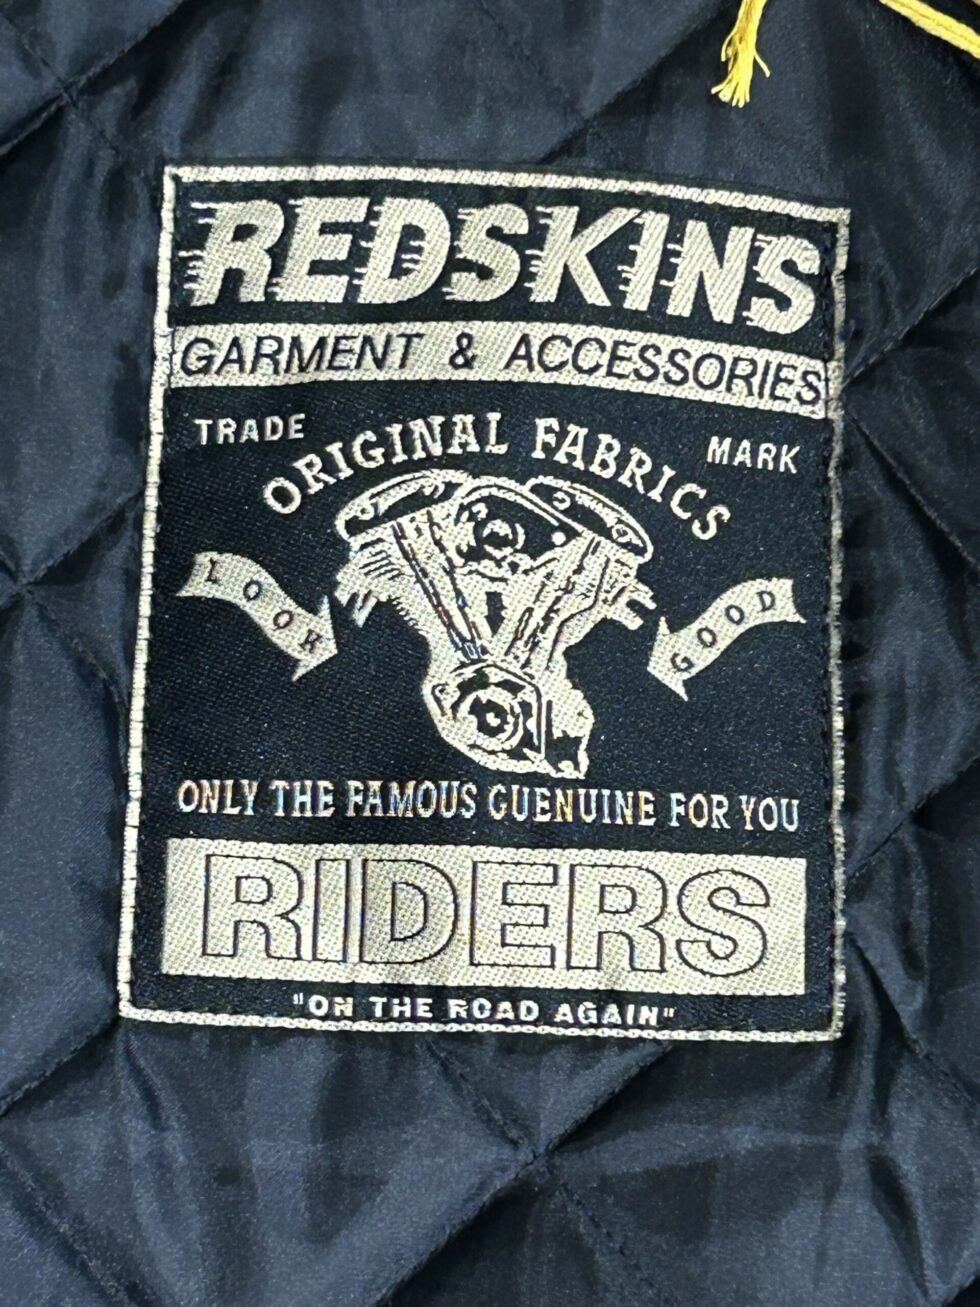 REDSKINS
GARMENT & ACCESSORIES
TRADE MARK
ORIGINAL FABRICS
LOOK GOOD
ONLY THE FAMOUS GUENUINE FOR YOU
RIDERS
"ON THE ROAD AGAIN"